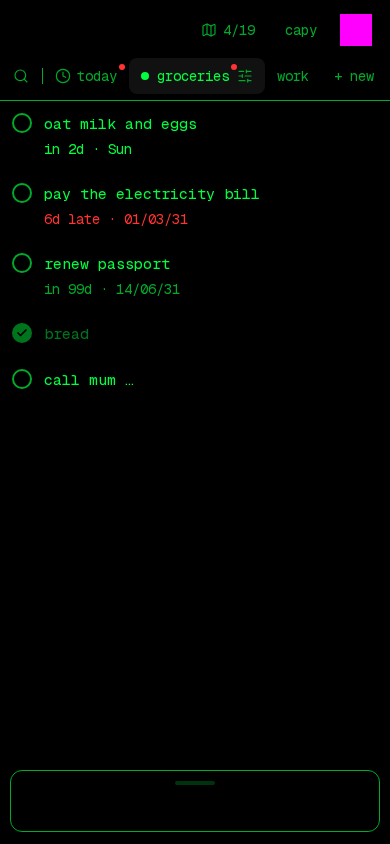 4/19 capy
today groceries work + new
oat milk and eggs
in 2d · Sun
pay the electricity bill
6d late · 01/03/31
renew passport
in 99d · 14/06/31
bread
call mum …